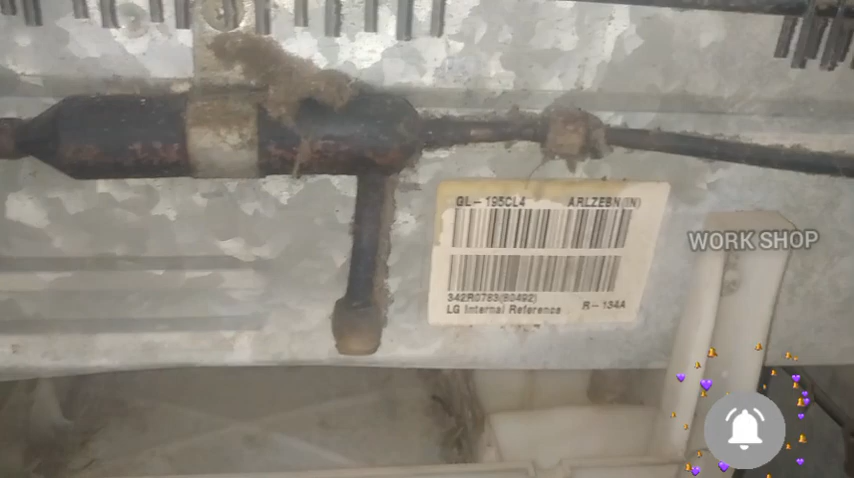 GL-195CL4 ARLZEBN(IN)
342R0783(80492)
LG Internal Reference R-134A
WORK SHOP